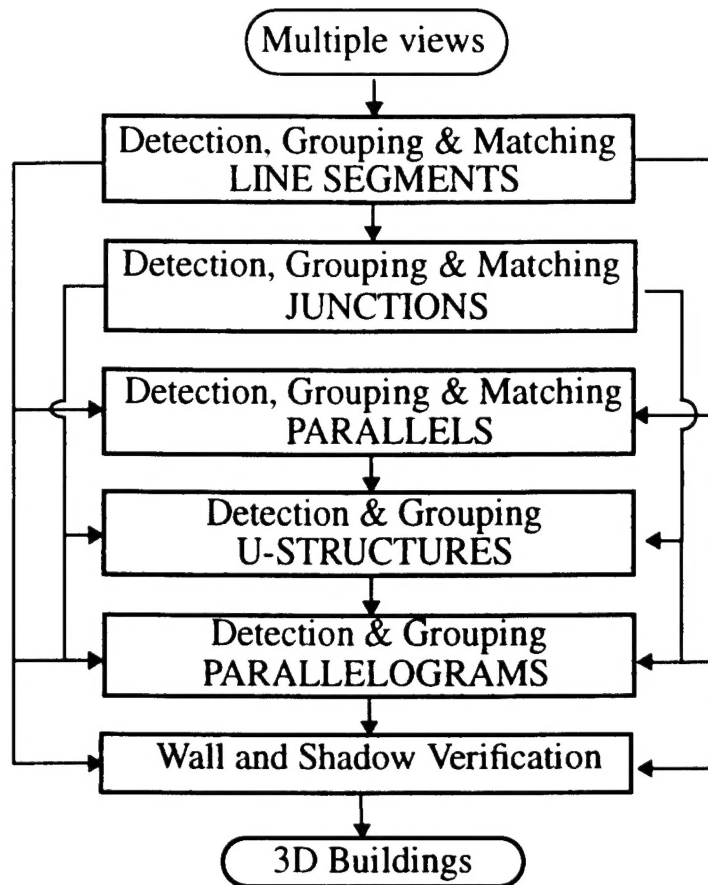 Multiple views
Detection, Grouping & Matching
LINE SEGMENTS
Detection, Grouping & Matching
JUNCTIONS
Detection, Grouping & Matching
PARALLELS
Detection & Grouping
U-STRUCTURES
Detection & Grouping
PARALLELOGRAMS
Wall and Shadow Verification
3D Buildings